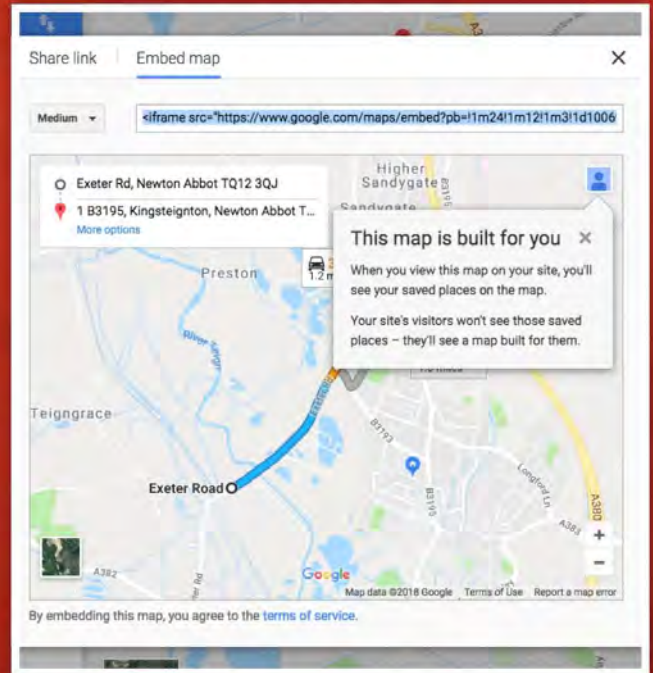 Share link
Embed map
Medium
<iframe src="https://www.google.com/maps/embed?pb=!1m24!1m12!1m3!1d1006
Exeter Rd, Newton Abbot TQ12 3QJ
1 B3195, Kingsteignton, Newton Abbot T...
More options
Higher
Sandygate
B3195
Sandygate
This map is built for you
When you view this map on your site, you'll
see your saved places on the map.
Your site's visitors won't see those saved
places – they'll see a map built for them.
Preston
1.2 m
River Teign
Teigngrace
B3193
Exeter Road
B3195
Longford Ln
A380
A383
A382
Google
Map data ©2018 Google
Terms of Use
Report a map error
By embedding this map, you agree to the terms of service.